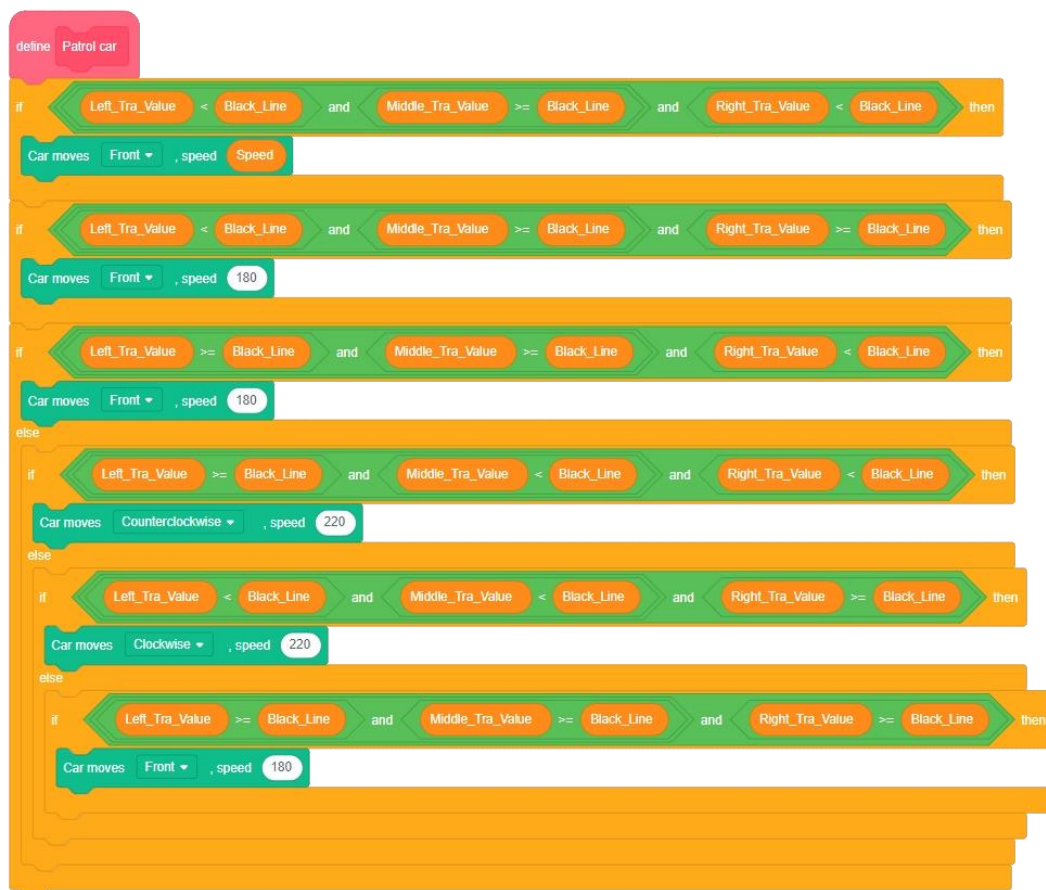 define Patrol car
if Left_Tra_Value < Black_Line and Middle_Tra_Value >= Black_Line and Right_Tra_Value < Black_Line then
Car moves Front , speed Speed
if Left_Tra_Value < Black_Line and Middle_Tra_Value >= Black_Line and Right_Tra_Value >= Black_Line then
Car moves Front , speed 180
if Left_Tra_Value >= Black_Line and Middle_Tra_Value >= Black_Line and Right_Tra_Value < Black_Line then
Car moves Front , speed 180
else
if Left_Tra_Value >= Black_Line and Middle_Tra_Value < Black_Line and Right_Tra_Value < Black_Line then
Car moves Counterclockwise , speed 220
else
if Left_Tra_Value < Black_Line and Middle_Tra_Value < Black_Line and Right_Tra_Value >= Black_Line then
Car moves Clockwise , speed 220
else
if Left_Tra_Value >= Black_Line and Middle_Tra_Value >= Black_Line and Right_Tra_Value >= Black_Line then
Car moves Front , speed 180